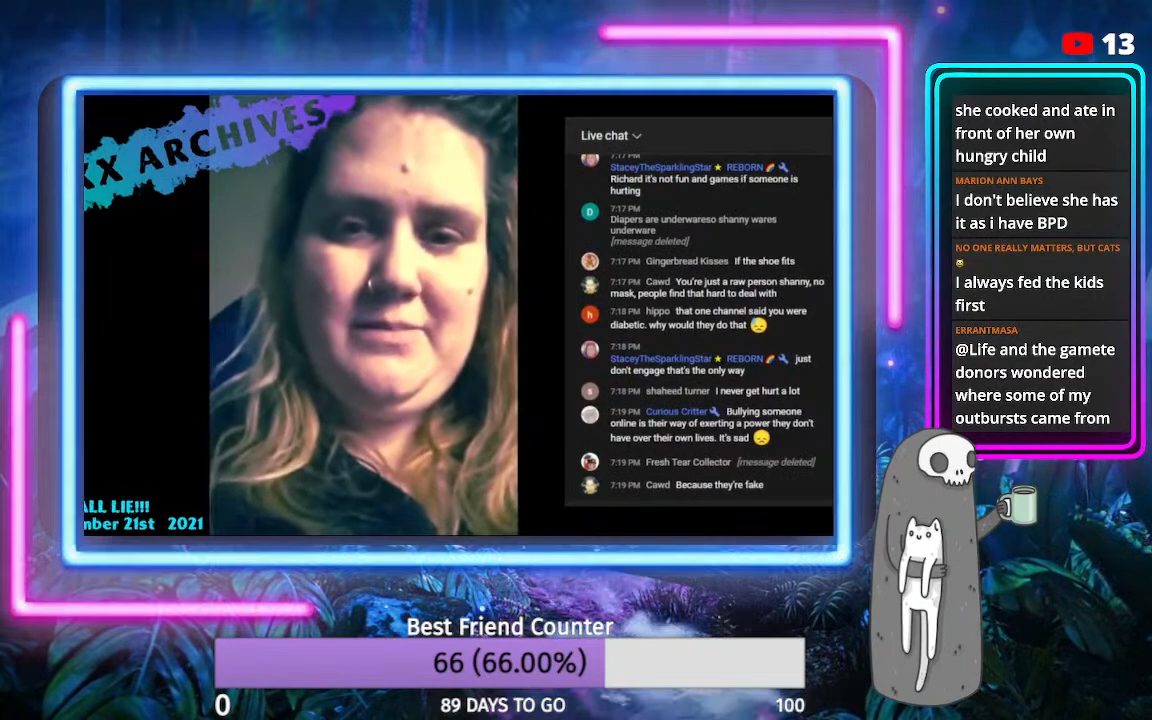 13
XX ARCHIVES
Live chat
7:17 PM
StaceyTheSparklingStar REBORN
Richard it's not fun and games if someone is
hurting
7:17 PM
Diapers are underwareso shanny wares
underware
[message deleted]
7:17 PM Gingerbread Kisses If the shoe fits
7:17 PM Cawd You're just a raw person shanny, no
mask, people find that hard to deal with
7:18 PM hippo that one channel said you were
diabetic. why would they do that
7:18 PM
StaceyTheSparklingStar REBORN just
don't engage that's the only way
7:18 PM shaheed turner I never get hurt a lot
7:19 PM Curious Critter Bullying someone
online is their way of exerting a power they don't
have over their own lives. It's sad
7:19 PM Fresh Tear Collector [message deleted]
7:19 PM Cawd Because they're fake
D
h
s
ALL LIE!!!
mber 21st 2021
she cooked and ate in
front of her own
hungry child
MARION ANN BAYS
I don't believe she has
it as i have BPD
NO ONE REALLY MATTERS, BUT CATS
I always fed the kids
first
ERRANTMASA
@Life and the gamete
donors wondered
where some of my
outbursts came from
Best Friend Counter
66 (66.00%)
0 89 DAYS TO GO 100